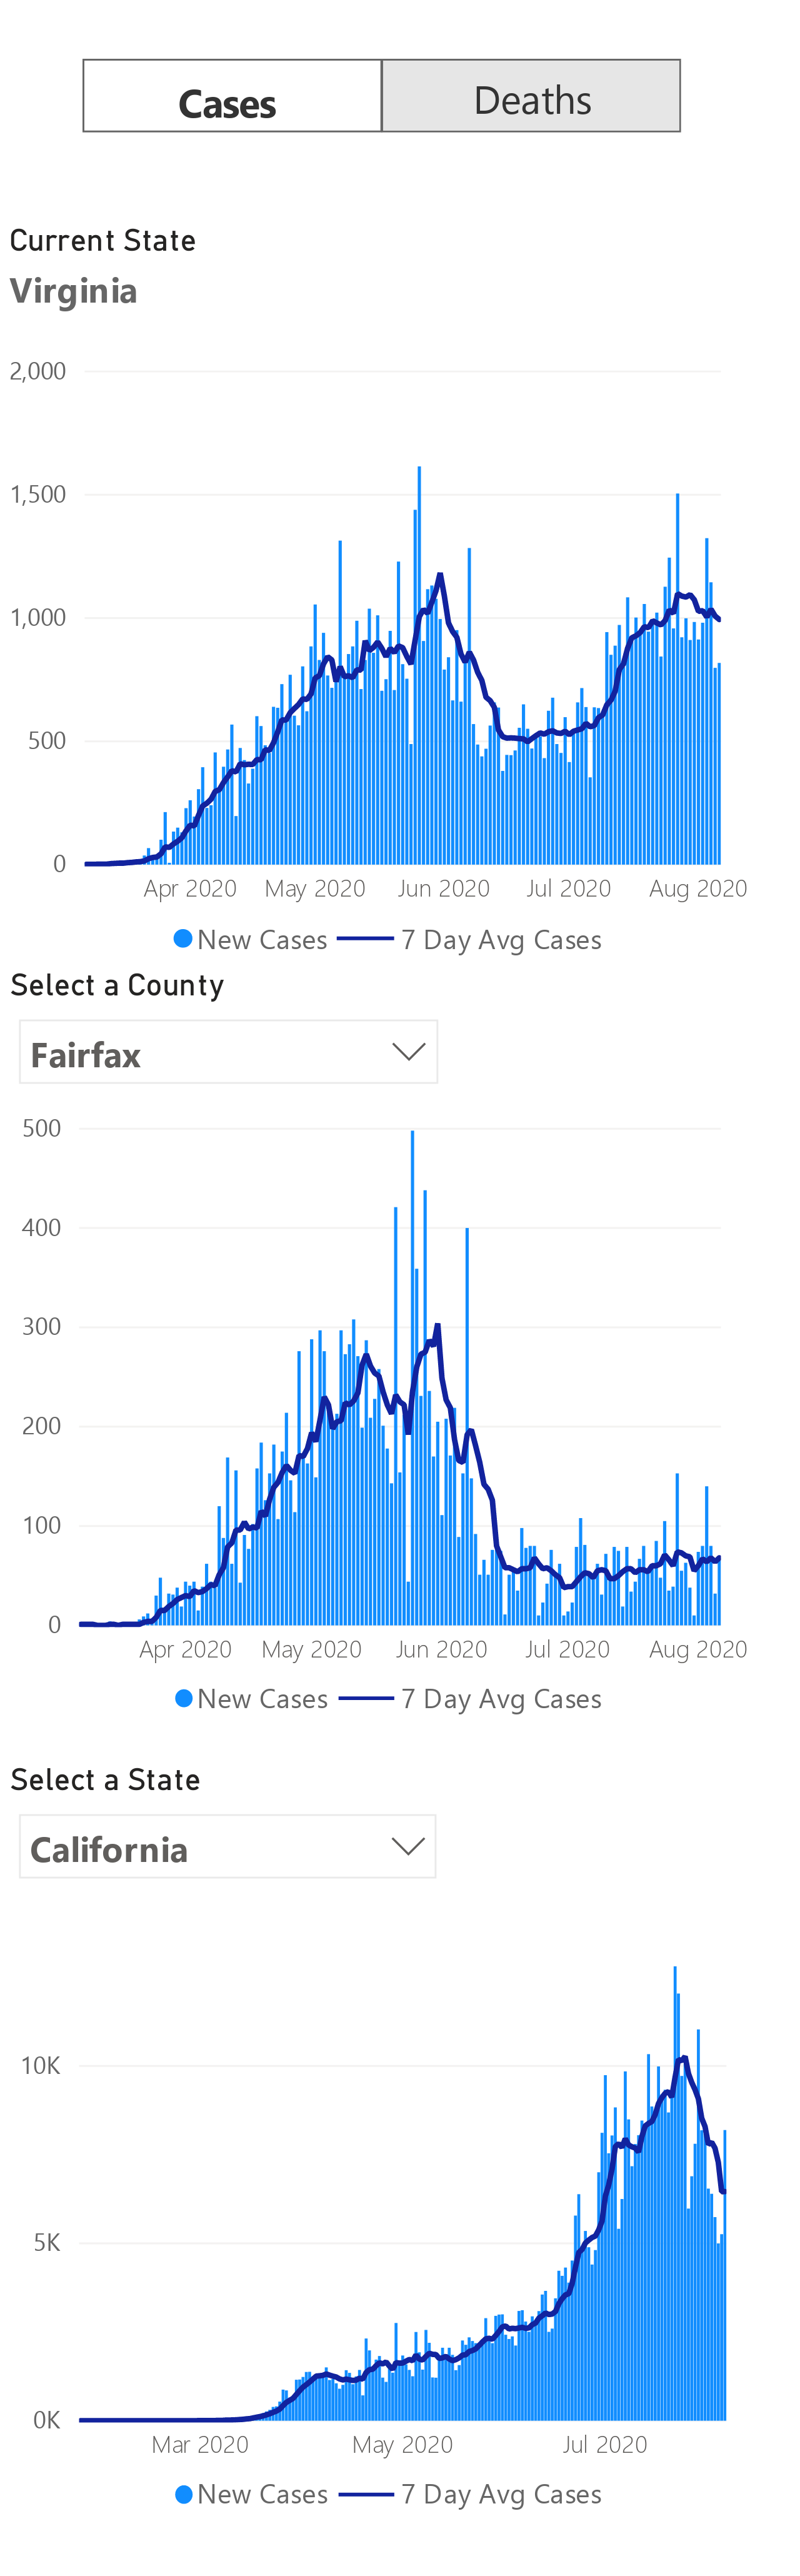 Cases Deaths
Current State
Virginia
2,000
1,500
1,000
500
0
Apr 2020 May 2020 Jun 2020 Jul 2020 Aug 2020
New Cases 7 Day Avg Cases
Select a County
Fairfax
500
400
300
200
100
0
Apr 2020 May 2020 Jun 2020 Jul 2020 Aug 2020
New Cases 7 Day Avg Cases
Select a State
California
10K
5K
0K
Mar 2020 May 2020 Jul 2020
New Cases 7 Day Avg Cases